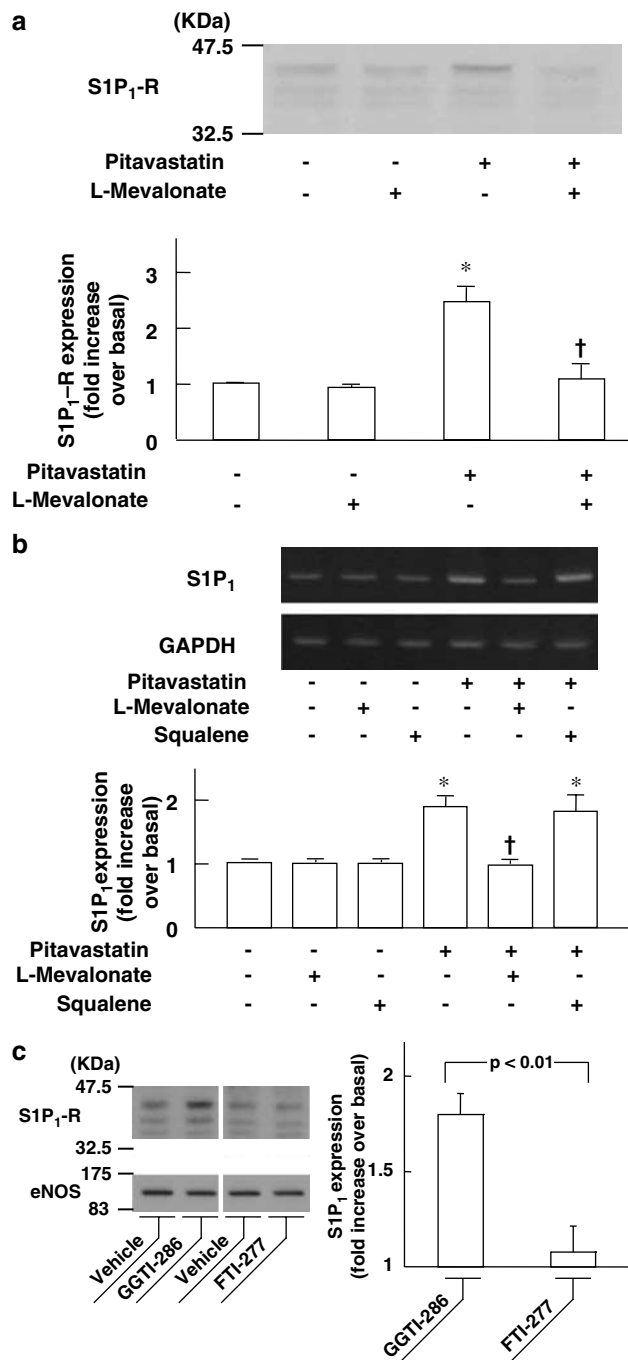 a
(KDa)
47.5
S1P1-R
32.5
Pitavastatin - - + +
L-Mevalonate - + - +
S1P1–R expression
(fold increase
over basal)
3
2
1
0
*
†
Pitavastatin - - + +
L-Mevalonate - + - +
b
S1P1
GAPDH
Pitavastatin - - - + + +
L-Mevalonate - + - - + -
Squalene - - + - - +
S1P1expression
(fold increase
over basal)
2
1
0
*
†
*
Pitavastatin - - - + + +
L-Mevalonate - + - - + -
Squalene - - + - - +
c
(KDa)
47.5
S1P1-R
32.5
175
eNOS
83
Vehicle
GGTI-286
Vehicle
FTI-277
S1P1 expression
(fold increase over basal)
2
1.5
1
p < 0.01
GGTI-286
FTI-277